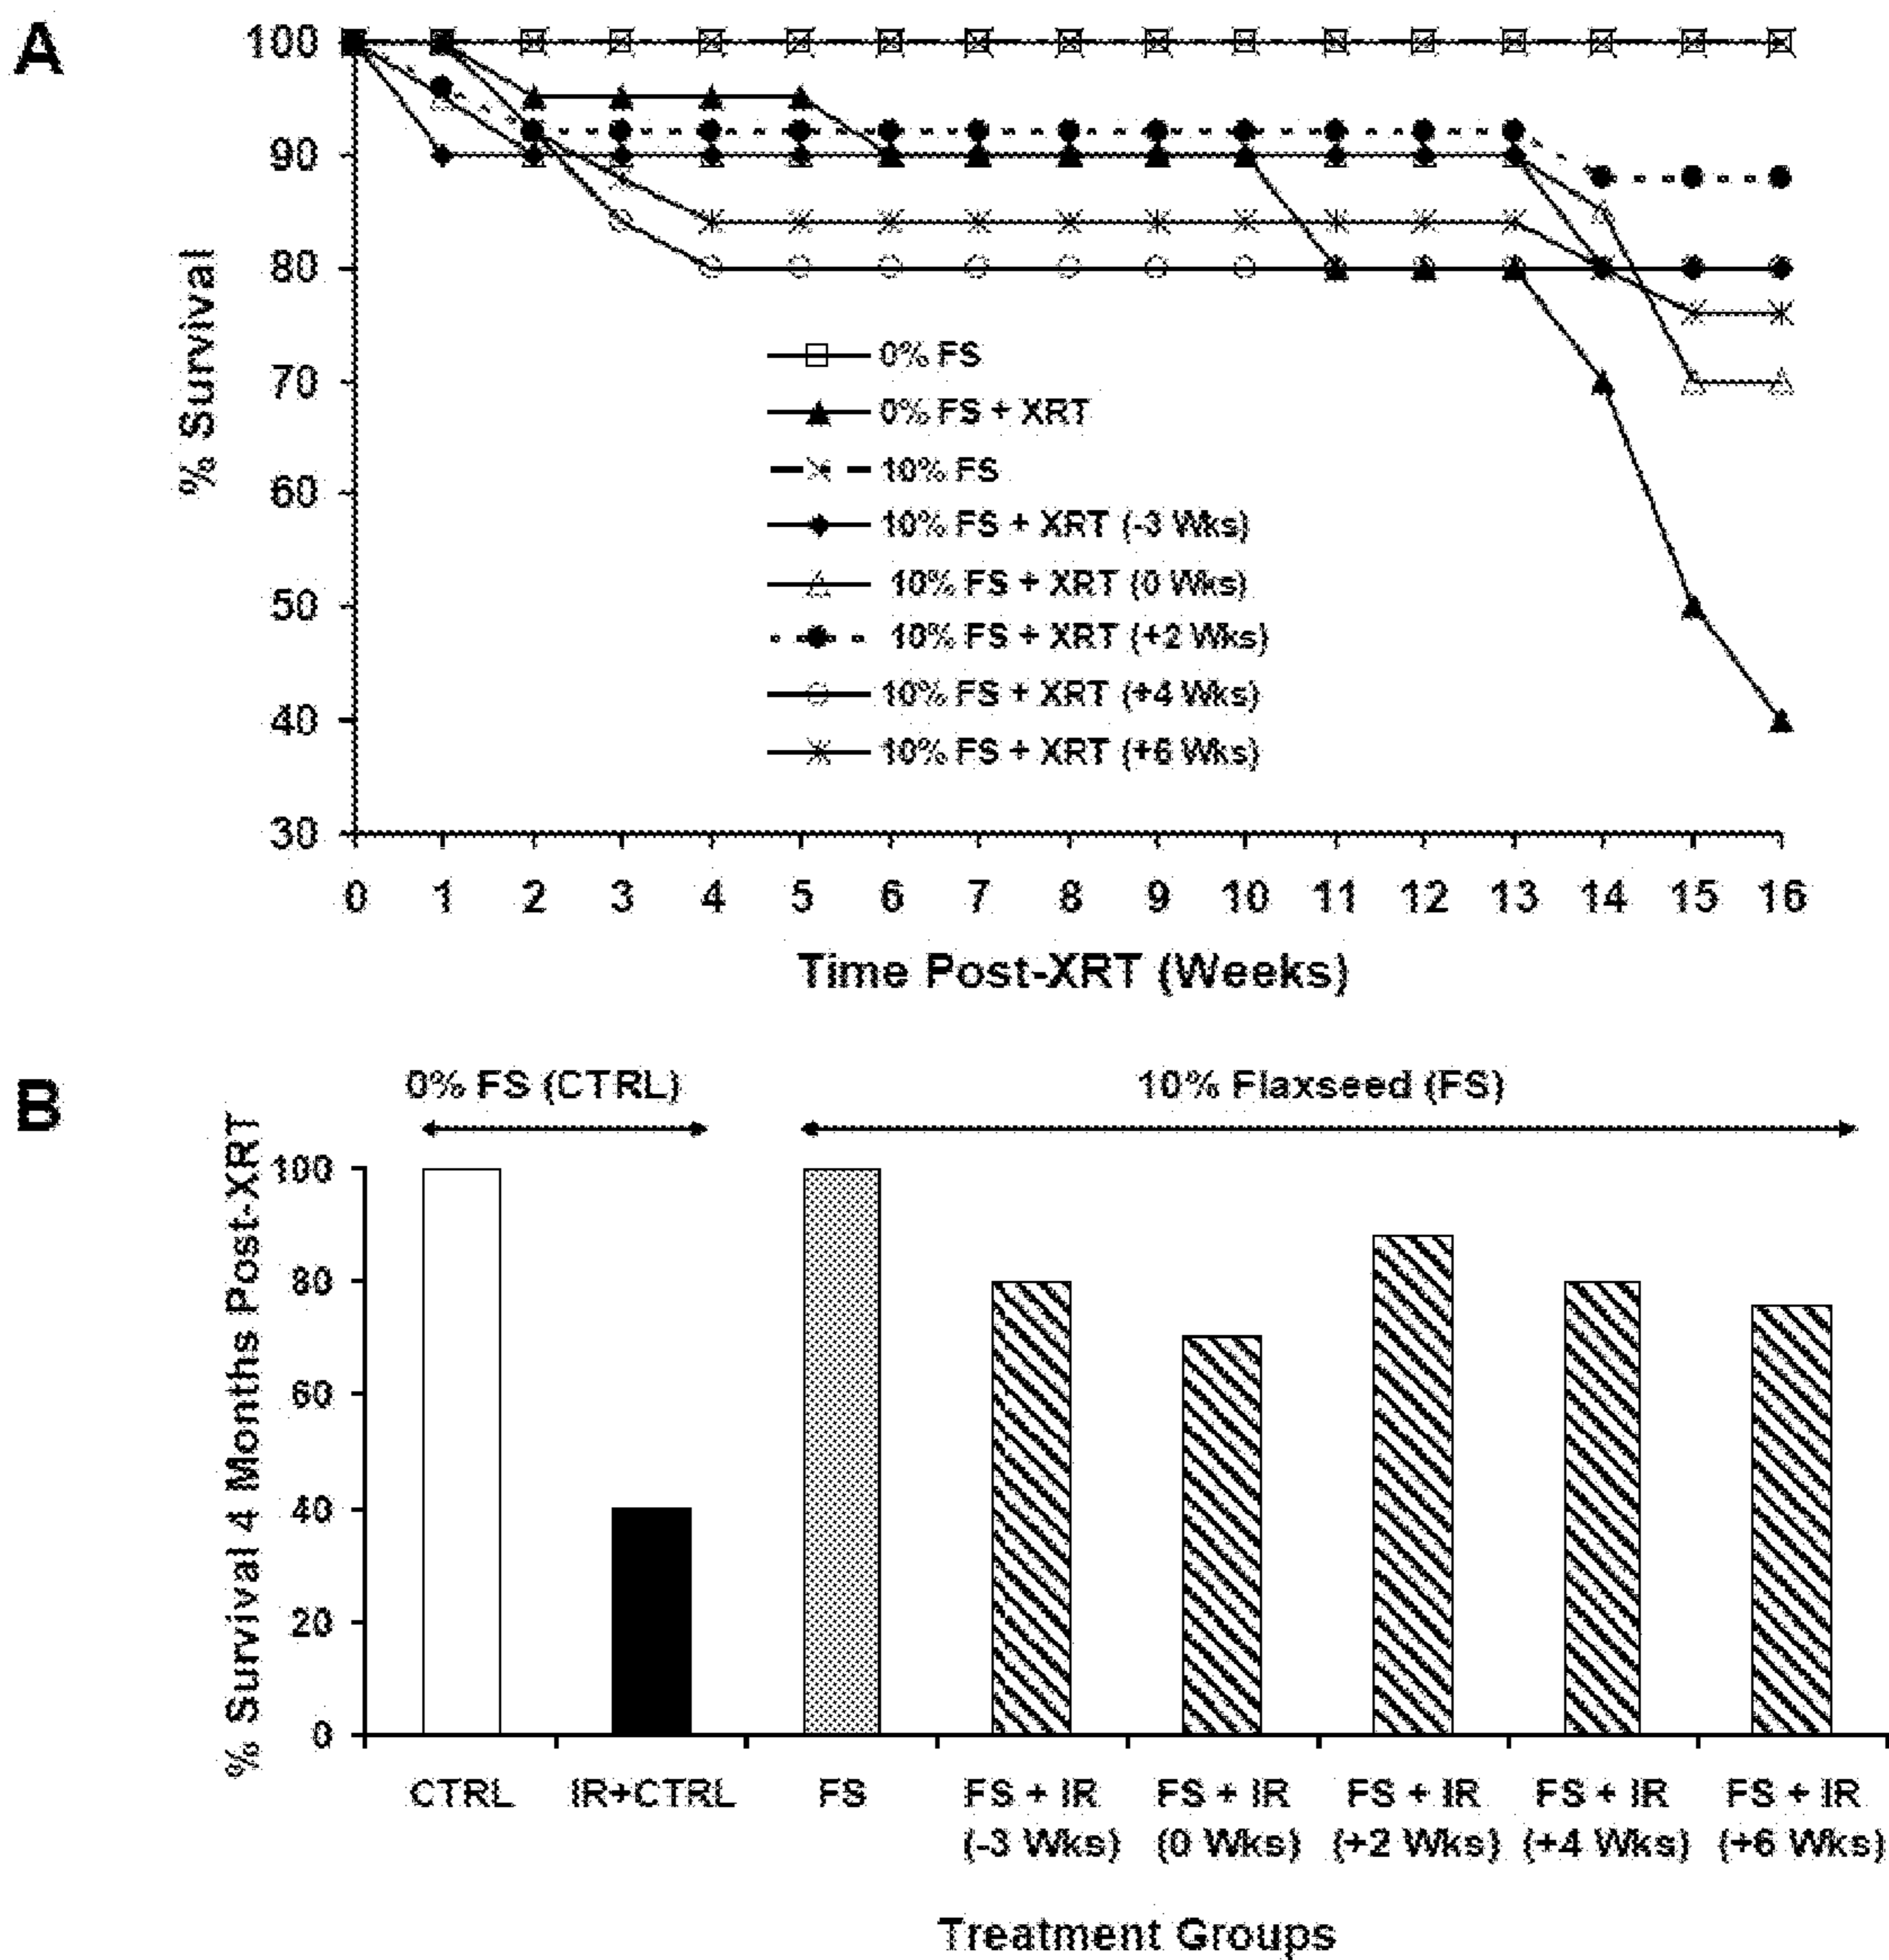 A
100
90
80
70
60
50
40
30
% Survival
0% FS
0% FS + XRT
10% FS
10% FS + XRT (-3 Wks)
10% FS + XRT (0 Wks)
10% FS + XRT (+2 Wks)
10% FS + XRT (+4 Wks)
10% FS + XRT (+6 Wks)
0 1 2 3 4 5 6 7 8 9 10 11 12 13 14 15 16
Time Post-XRT (Weeks)
B
0% FS (CTRL) 10% Flaxseed (FS)
% Survival 4 Months Post-XRT
100
80
60
40
20
0
CTRL IR+CTRL FS FS + IR FS + IR FS + IR FS + IR FS + IR
(-3 Wks) (0 Wks) (+2 Wks) (+4 Wks) (+6 Wks)
Treatment Groups